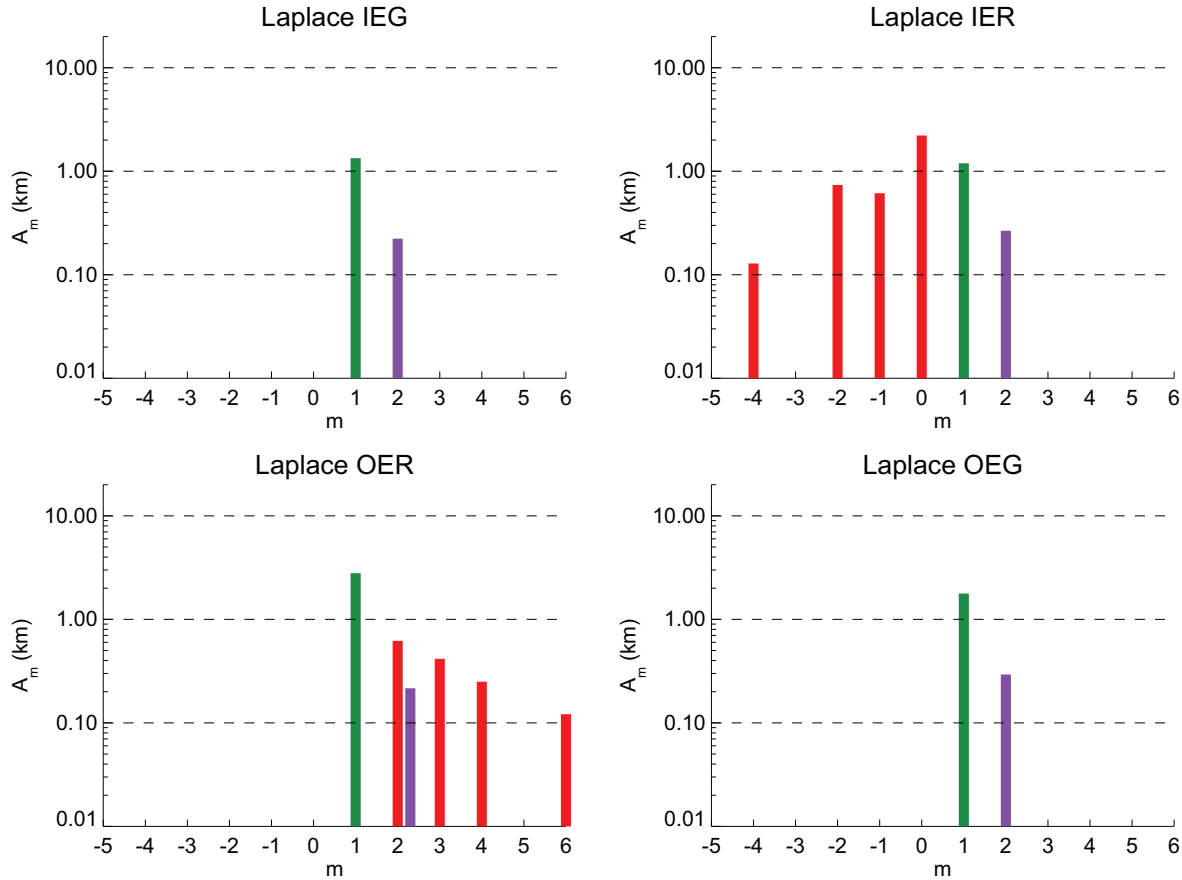 Laplace IEG
10.00
1.00
0.10
0.01
A_m (km)
-5 -4 -3 -2 -1 0 1 2 3 4 5 6
m
Laplace IER
10.00
1.00
0.10
0.01
A_m (km)
-5 -4 -3 -2 -1 0 1 2 3 4 5 6
m
Laplace OER
10.00
1.00
0.10
0.01
A_m (km)
-5 -4 -3 -2 -1 0 1 2 3 4 5 6
m
Laplace OEG
10.00
1.00
0.10
0.01
A_m (km)
-5 -4 -3 -2 -1 0 1 2 3 4 5 6
m